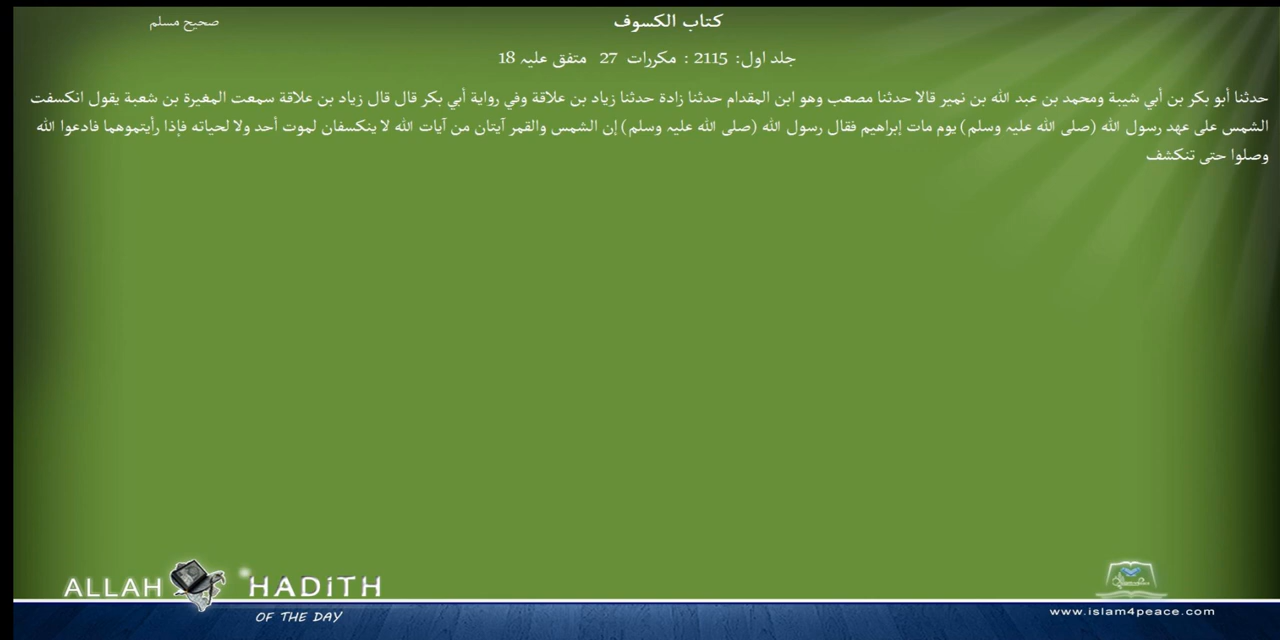 كتاب الكسوف
صحيح مسلم
جلد اول: 2115 : مکررات 27 متفق علیہ 18
حدثنا أبو بكر بن أبي شيبة ومحمد بن عبد الله بن نمير قالا حدثنا مصعب وهو ابن المقدام حدثنا زادة حدثنا زياد بن علاقة وفي رواية أبي بكر قال قال زياد بن علاقة سمعت المغيرة بن شعبة يقول انكسفت
الشمس على عهد رسول الله (صلى الله عليہ وسلم) يوم مات إبراهيم فقال رسول الله (صلى الله عليہ وسلم) إن الشمس والقمر آيتان من آيات الله لا ينكسفان لموت أحد ولا لحياته فإذا رأيتموهما فادعوا الله
وصلوا حتى تنكشف
ALLAH HADITH
OF THE DAY
www.islam4peace.com